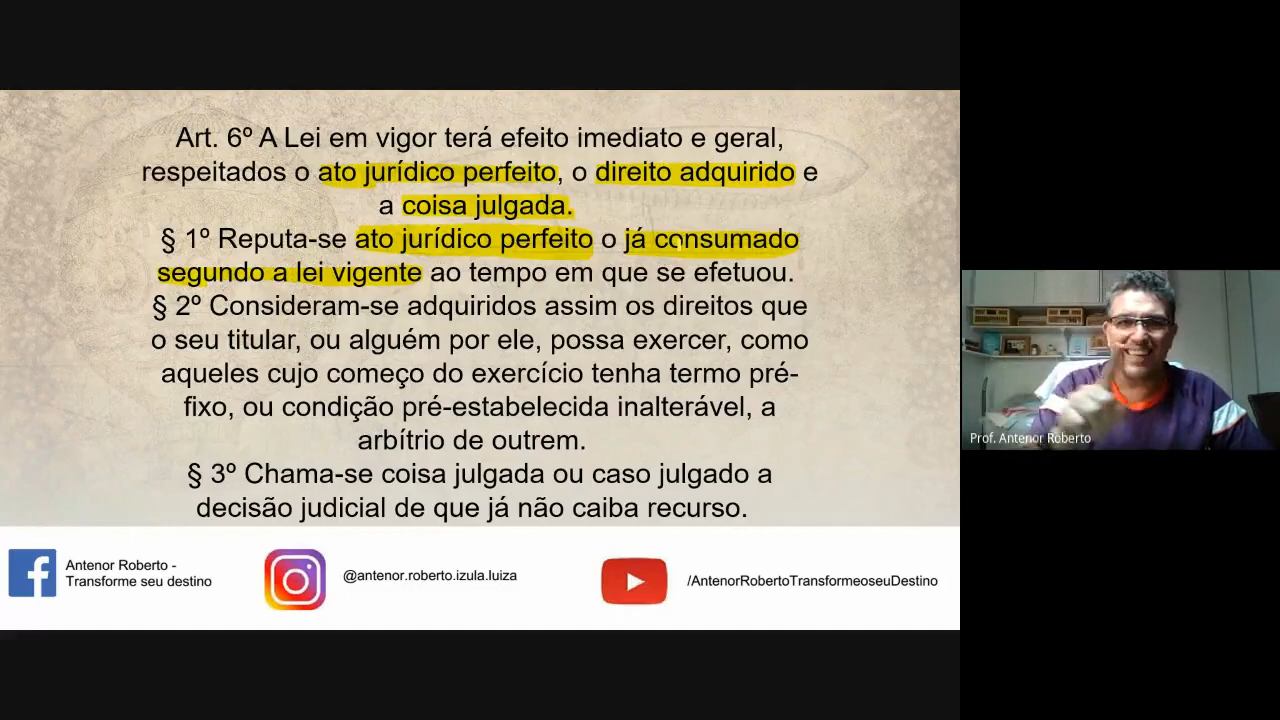 Art. 6º A Lei em vigor terá efeito imediato e geral,
respeitados o ato jurídico perfeito, o direito adquirido e
a coisa julgada.
§ 1º Reputa-se ato jurídico perfeito o já consumado
segundo a lei vigente ao tempo em que se efetuou.
§ 2º Consideram-se adquiridos assim os direitos que
o seu titular, ou alguém por ele, possa exercer, como
aqueles cujo começo do exercício tenha termo pré-
fixo, ou condição pré-estabelecida inalterável, a
arbítrio de outrem.
§ 3º Chama-se coisa julgada ou caso julgado a
decisão judicial de que já não caiba recurso.
Prof. Antenor Roberto
Antenor Roberto -
Transforme seu destino
@antenor.roberto.izula.luiza
/AntenorRobertoTransformeoseuDestino